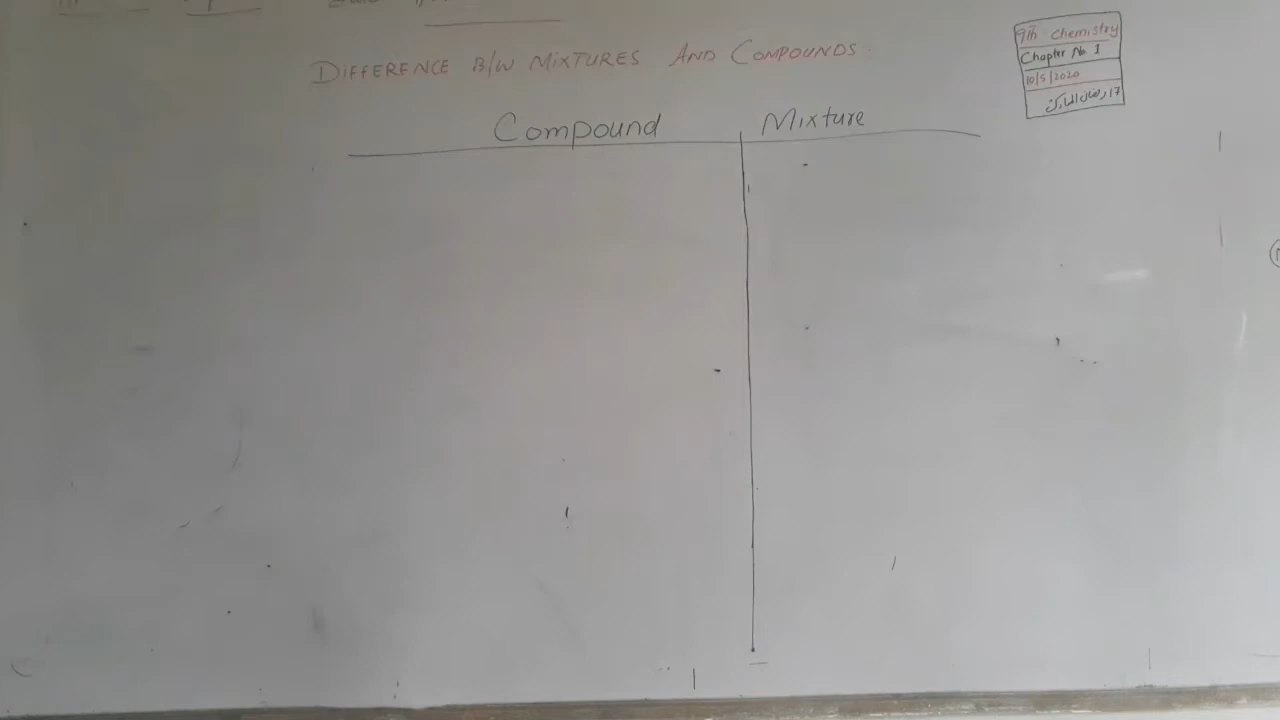 DIFFERENCE B/W MIXTURES AND COMPOUNDS
9th chemistry
Chapter No 1
10/5/2020
17 رمضان المبارک
Compound
Mixture